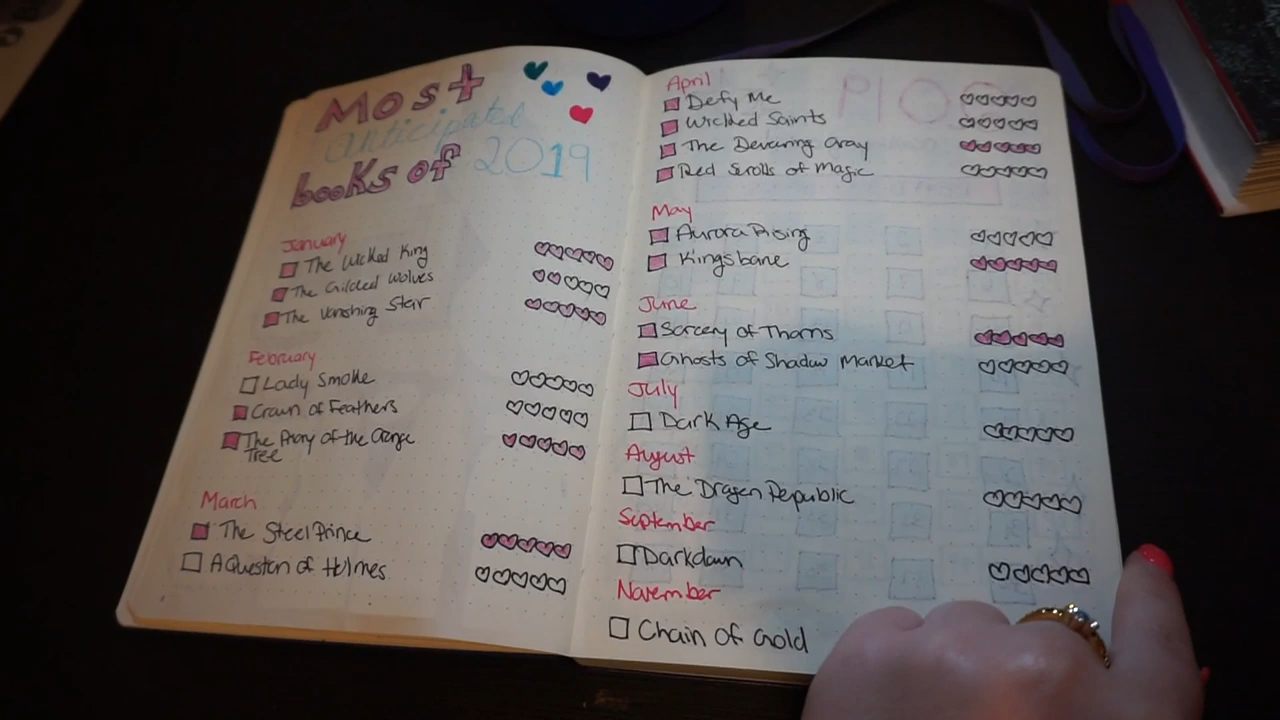 Most
anticipated
books of 2019
January
The Wicked King
The Gilded Wolves
The Vanishing Stair
February
Lady Smoke
Crown of Feathers
The Priory of the Orange
Tree
March
The Steel Prince
A Question of Holmes
April
Defy Me
Wicked Saints
The Devouring Gray
Red Scrolls of Magic
May
Aurora Rising
Kingsbane
June
Sorcery of Thorns
Ghosts of Shadow Market
July
Dark Age
August
The Dragon Republic
September
Darkdawn
November
Chain of Gold